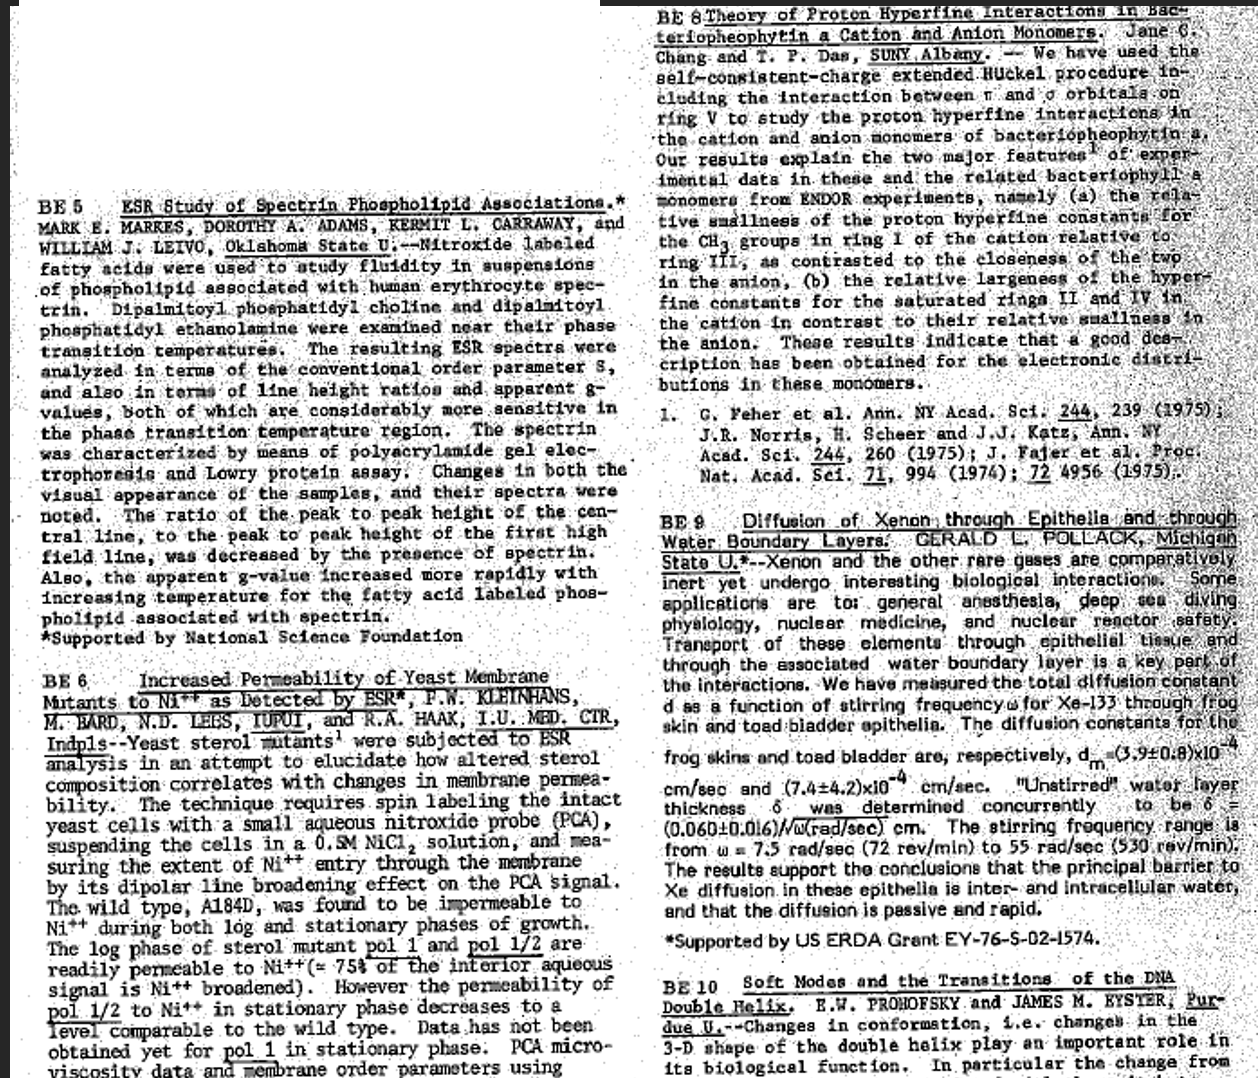 BE 5 ESR Study of Spectrin Phospholipid Associations.*
MARK E. MARKES, DOROTHY A. ADAMS, KERMIT L. CARRAWAY, and
WILLIAM J. LEIVO, Oklahoma State U.--Nitroxide labeled
fatty acids were used to study fluidity in suspensions
of phospholipid associated with human erythrocyte spec-
trin. Dipalmitoyl phosphatidyl choline and dipalmitoyl
phosphatidyl ethanolamine were examined near their phase
transition temperatures. The resulting ESR spectra were
analyzed in terms of the conventional order parameter S,
and also in terms of line height ratios and apparent g-
values, both of which are considerably more sensitive in
the phase transition temperature region. The spectrin
was characterized by means of polyacrylamide gel elec-
trophoresis and Lowry protein assay. Changes in both the
visual appearance of the samples, and their spectra were
noted. The ratio of the peak to peak height of the cen-
tral line, to the peak to peak height of the first high
field line, was decreased by the presence of spectrin.
Also, the apparent g-value increased more rapidly with
increasing temperature for the fatty acid labeled phos-
pholipid associated with spectrin.
*Supported by National Science Foundation
BE 6 Increased Permeability of Yeast Membrane
Mutants to Ni⁺⁺ as Detected by ESR*, F.W. KLEINHANS,
M. BARD, N.D. LEES, IUPUI, and R.A. HAAK, I.U. MED. CTR,
Indpls--Yeast sterol mutants¹ were subjected to ESR
analysis in an attempt to elucidate how altered sterol
composition correlates with changes in membrane permea-
bility. The technique requires spin labeling the intact
yeast cells with a small aqueous nitroxide probe (PCA),
suspending the cells in a 0.5M NiCl₂ solution, and mea-
suring the extent of Ni⁺⁺ entry through the membrane
by its dipolar line broadening effect on the PCA signal.
The wild type, A184D, was found to be impermeable to
Ni⁺⁺ during both log and stationary phases of growth.
The log phase of sterol mutant pol 1 and pol 1/2 are
readily permeable to Ni⁺⁺(≈ 75% of the interior aqueous
signal is Ni⁺⁺ broadened). However the permeability of
pol 1/2 to Ni⁺⁺ in stationary phase decreases to a
level comparable to the wild type. Data has not been
obtained yet for pol 1 in stationary phase. PCA micro-
viscosity data and membrane order parameters using
BE 8 Theory of Proton Hyperfine Interactions in Bac-
teriopheophytin a Cation and Anion Monomers. Jane C.
Chang and T. P. Das, SUNY Albany. — We have used the
self-consistent-charge extended Hückel procedure in-
cluding the interaction between π and σ orbitals on
ring V to study the proton hyperfine interactions in
the cation and anion monomers of bacteriopheophytin a.
Our results explain the two major features¹ of exper-
imental data in these and the related bacteriophyll a
monomers from ENDOR experiments, namely (a) the rela-
tive smallness of the proton hyperfine constants for
the CH₃ groups in ring I of the cation relative to
ring III, as contrasted to the closeness of the two
in the anion, (b) the relative largeness of the hyper-
fine constants for the saturated rings II and IV in
the cation in contrast to their relative smallness in
the anion. These results indicate that a good des-
cription has been obtained for the electronic distri-
butions in these monomers.
1. G. Feher et al. Ann. NY Acad. Sci. 244, 239 (1975);
J.R. Norris, H. Scheer and J.J. Katz, Ann. NY
Acad. Sci. 244, 260 (1975); J. Fajer et al. Proc.
Nat. Acad. Sci. 71, 994 (1974); 72 4956 (1975).
BE 9 Diffusion of Xenon through Epithelia and through
Water Boundary Layers. GERALD L. POLLACK, Michigan
State U.*--Xenon and the other rare gases are comparatively
inert yet undergo interesting biological interactions. Some
applications are to: general anesthesia, deep sea diving
physiology, nuclear medicine, and nuclear reactor safety.
Transport of these elements through epithelial tissue and
through the associated water boundary layer is a key part of
the interactions. We have measured the total diffusion constant
d as a function of stirring frequency ω for Xe-133 through frog
skin and toad bladder epithelia. The diffusion constants for the
frog skins and toad bladder are, respectively, dₘ=(3.9±0.8)x10⁻⁴
cm/sec and (7.4±4.2)x10⁻⁴ cm/sec. "Unstirred" water layer
thickness δ was determined concurrently to be δ =
(0.060±0.016)/√ω(rad/sec) cm. The stirring frequency range is
from ω = 7.5 rad/sec (72 rev/min) to 55 rad/sec (530 rev/min).
The results support the conclusions that the principal barrier to
Xe diffusion in these epithelia is inter- and intracellular water,
and that the diffusion is passive and rapid.
*Supported by US ERDA Grant EY-76-S-02-1574.
BE 10 Soft Modes and the Transitions of the DNA
Double Helix. E.W. PROHOFSKY and JAMES M. EYSTER, Pur-
due U.--Changes in conformation, i.e. changes in the
3-D shape of the double helix play an important role in
its biological function. In particular the change from